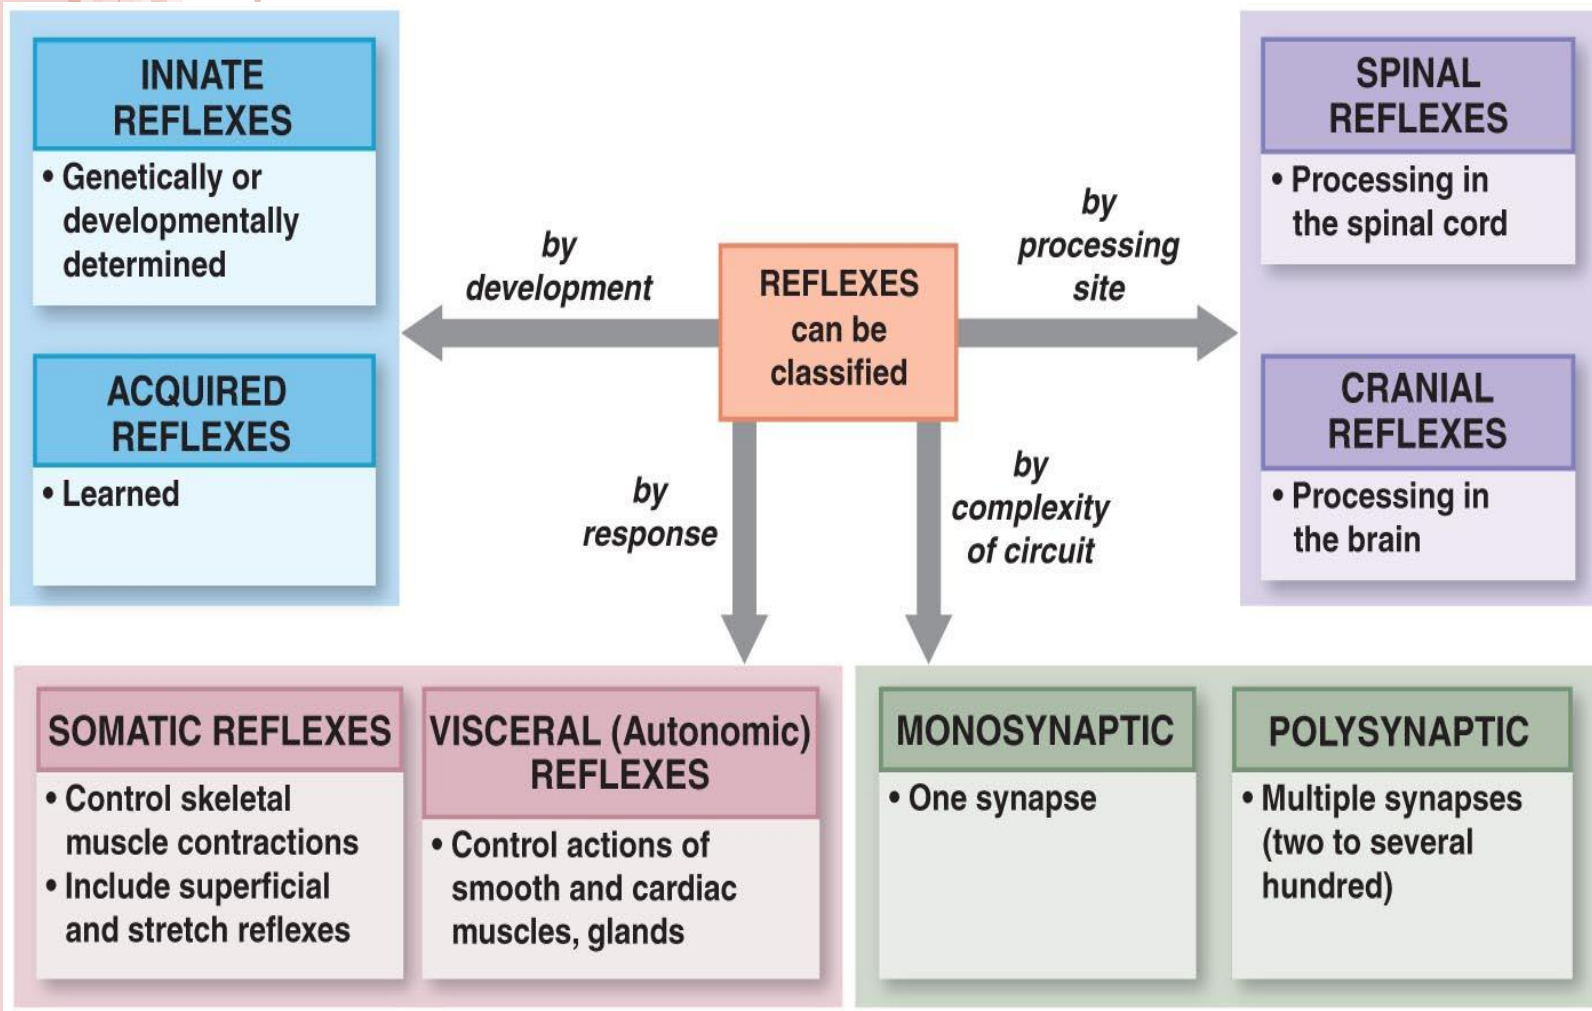 INNATE
REFLEXES
• Genetically or
developmentally
determined
ACQUIRED
REFLEXES
• Learned
by
development
REFLEXES
can be
classified
by
processing
site
SPINAL
REFLEXES
• Processing in
the spinal cord
CRANIAL
REFLEXES
• Processing in
the brain
by
response
by
complexity
of circuit
SOMATIC REFLEXES
• Control skeletal
muscle contractions
• Include superficial
and stretch reflexes
VISCERAL (Autonomic)
REFLEXES
• Control actions of
smooth and cardiac
muscles, glands
MONOSYNAPTIC
• One synapse
POLYSYNAPTIC
• Multiple synapses
(two to several
hundred)